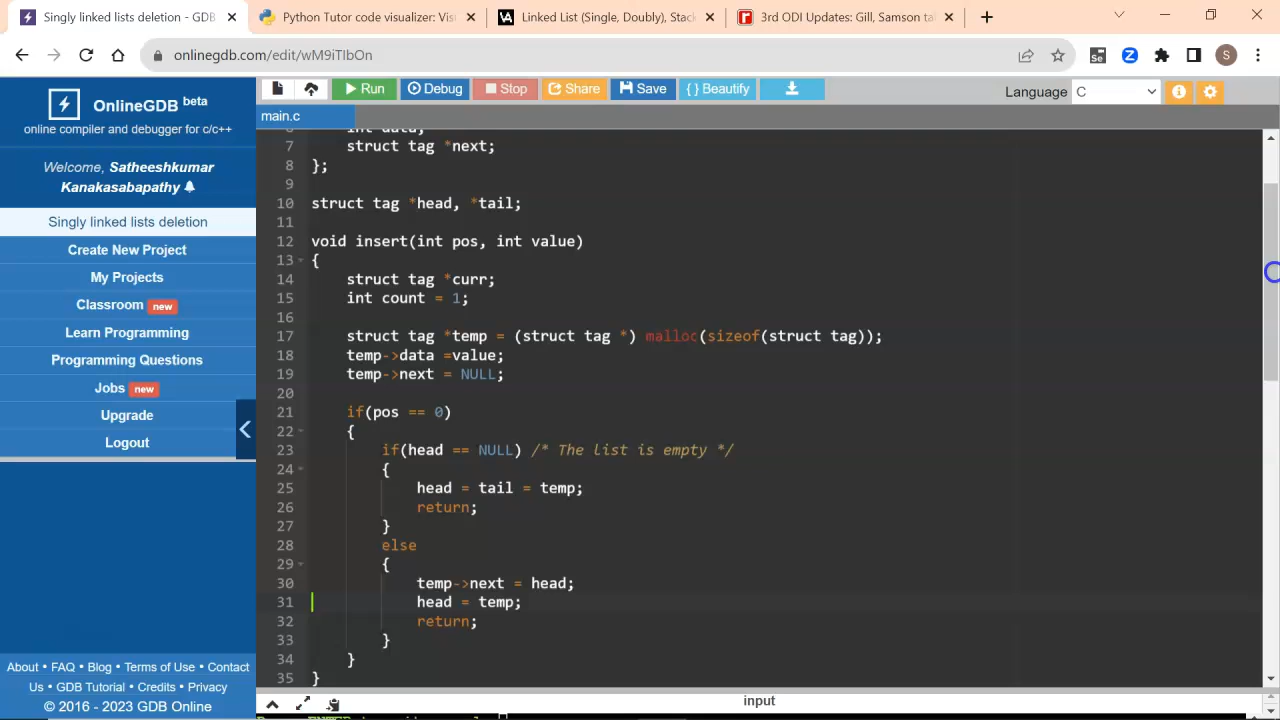 Singly linked lists deletion - GDB
Python Tutor code visualizer: Vis
Linked List (Single, Doubly), Stack
3rd ODI Updates: Gill, Samson ta
onlinegdb.com/edit/wM9iTIbOn
OnlineGDB beta
online compiler and debugger for c/c++
Welcome, Satheeshkumar
Kanakasabapathy
Singly linked lists deletion
Create New Project
My Projects
Classroom new
Learn Programming
Programming Questions
Jobs new
Upgrade
Logout
About • FAQ • Blog • Terms of Use • Contact
Us • GDB Tutorial • Credits • Privacy
© 2016 - 2023 GDB Online
Run Debug Stop Share Save { } Beautify
Language C
main.c
6 int data;
7 struct tag *next;
8 };
9
10 struct tag *head, *tail;
11
12 void insert(int pos, int value)
13 {
14 struct tag *curr;
15 int count = 1;
16
17 struct tag *temp = (struct tag *) malloc(sizeof(struct tag));
18 temp->data =value;
19 temp->next = NULL;
20
21 if(pos == 0)
22 {
23 if(head == NULL) /* The list is empty */
24 {
25 head = tail = temp;
26 return;
27 }
28 else
29 {
30 temp->next = head;
31 head = temp;
32 return;
33 }
34 }
35 }
input